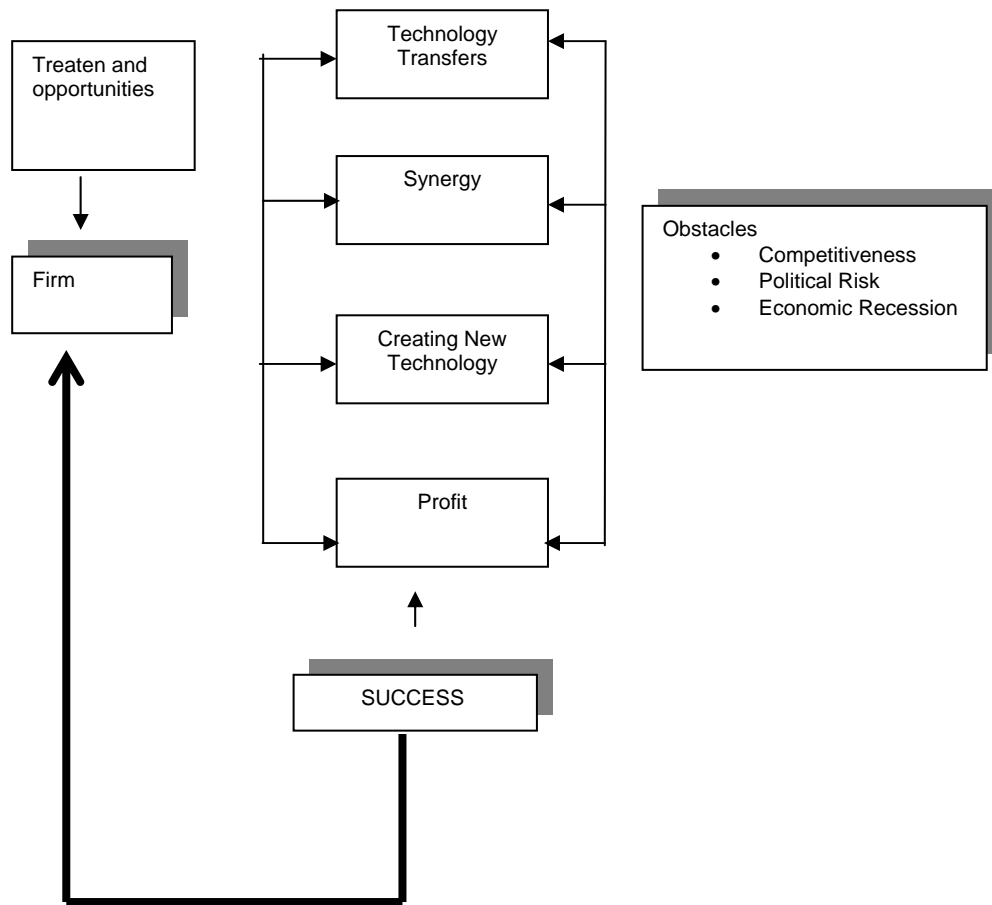 Treaten and
opportunities
Firm
Technology
Transfers
Synergy
Creating New
Technology
Profit
SUCCESS
Obstacles
• Competitiveness
• Political Risk
• Economic Recession